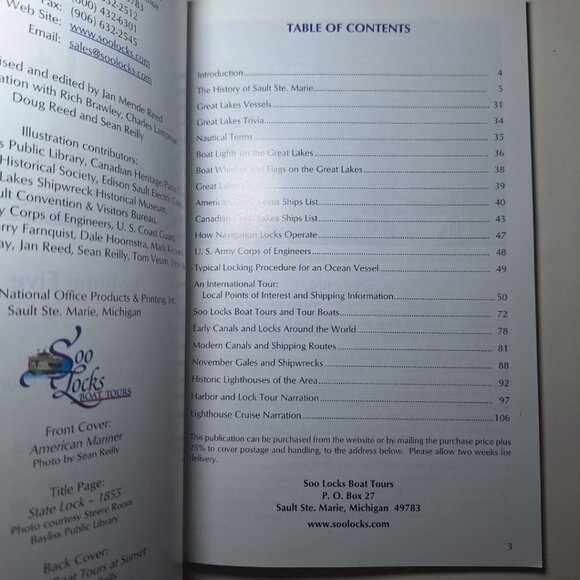 (906) 632-2512
(800) 432-6301
Fax: (906) 632-2545
Web Site: www.soolocks.com
Email: sales@soolocks.com
and edited by Jan Mende Reed
with Rich Brawley, Charles
Doug Reed and Sean Reilly
Illustration contributors:
Public Library, Canadian Heritage/Parks
Historical Society, Edison Sault Electric
Lakes Shipwreck Historical Museum,
Convention & Visitors Bureau,
Corps of Engineers, U. S. Coast Guard,
Farnquist, Dale Hoornstra, Mark
Jan Reed, Sean Reilly, Tom Veum,
National Office Products & Printing, Inc.
Sault Ste. Marie, Michigan
Soo
Locks
BOAT TOURS
Front Cover:
American Mariner
Photo by Sean Reilly
Title Page:
State Lock – 1855
Photo courtesy Steere Room
Bayliss Public Library
Back Cover:
Boat Tours at Sunset
Reilly
TABLE OF CONTENTS
Introduction 4
The History of Sault Ste. Marie 5
Great Lakes Vessels 31
Great Lakes Trivia 34
Nautical Terms 35
Boat Lights on the Great Lakes 36
Boat Whistles and Flags on the Great Lakes 38
Great Lakes 39
American Great Lakes Ships List 40
Canadian Great Lakes Ships List 43
How Navigation Locks Operate 47
U. S. Army Corps of Engineers 48
Typical Locking Procedure for an Ocean Vessel 49
An International Tour:
Local Points of Interest and Shipping Information 50
Soo Locks Boat Tours and Tour Boats 72
Early Canals and Locks Around the World 78
Modern Canals and Shipping Routes 81
November Gales and Shipwrecks 88
Historic Lighthouses of the Area 92
Harbor and Lock Tour Narration 97
Lighthouse Cruise Narration 106
This publication can be purchased from the website or by mailing the purchase price plus
25% to cover postage and handling, to the address below. Please allow two weeks for
delivery.
Soo Locks Boat Tours
P. O. Box 27
Sault Ste. Marie, Michigan 49783
www.soolocks.com
3